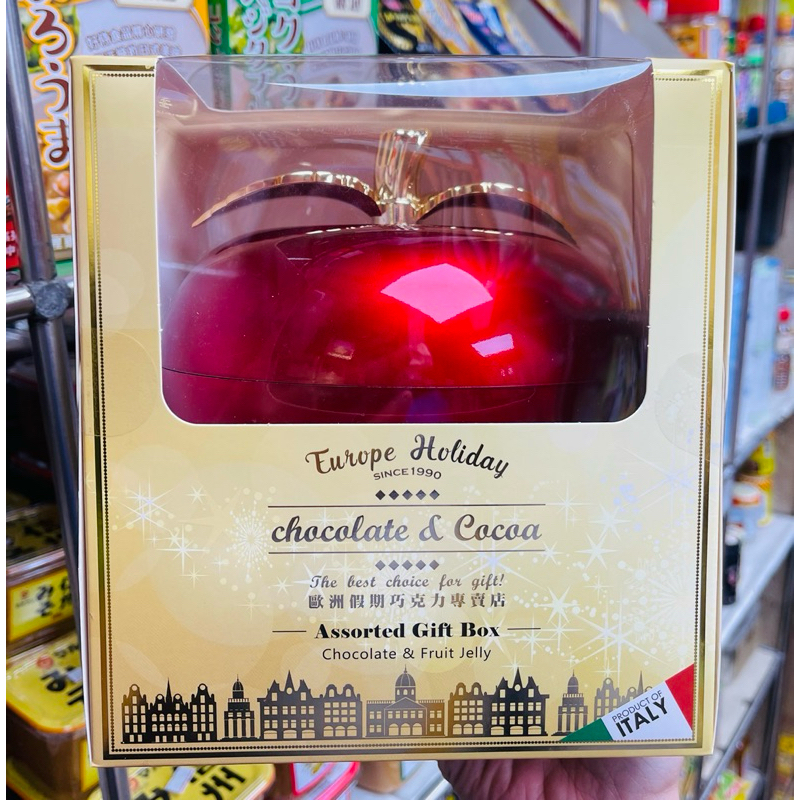 Europe Holiday
SINCE1990
chocolate & Cocoa
The best choice for gift!
歐洲假期巧克力專賣店
Assorted Gift Box
Chocolate & Fruit Jelly
PRODUCT OF
ITALY